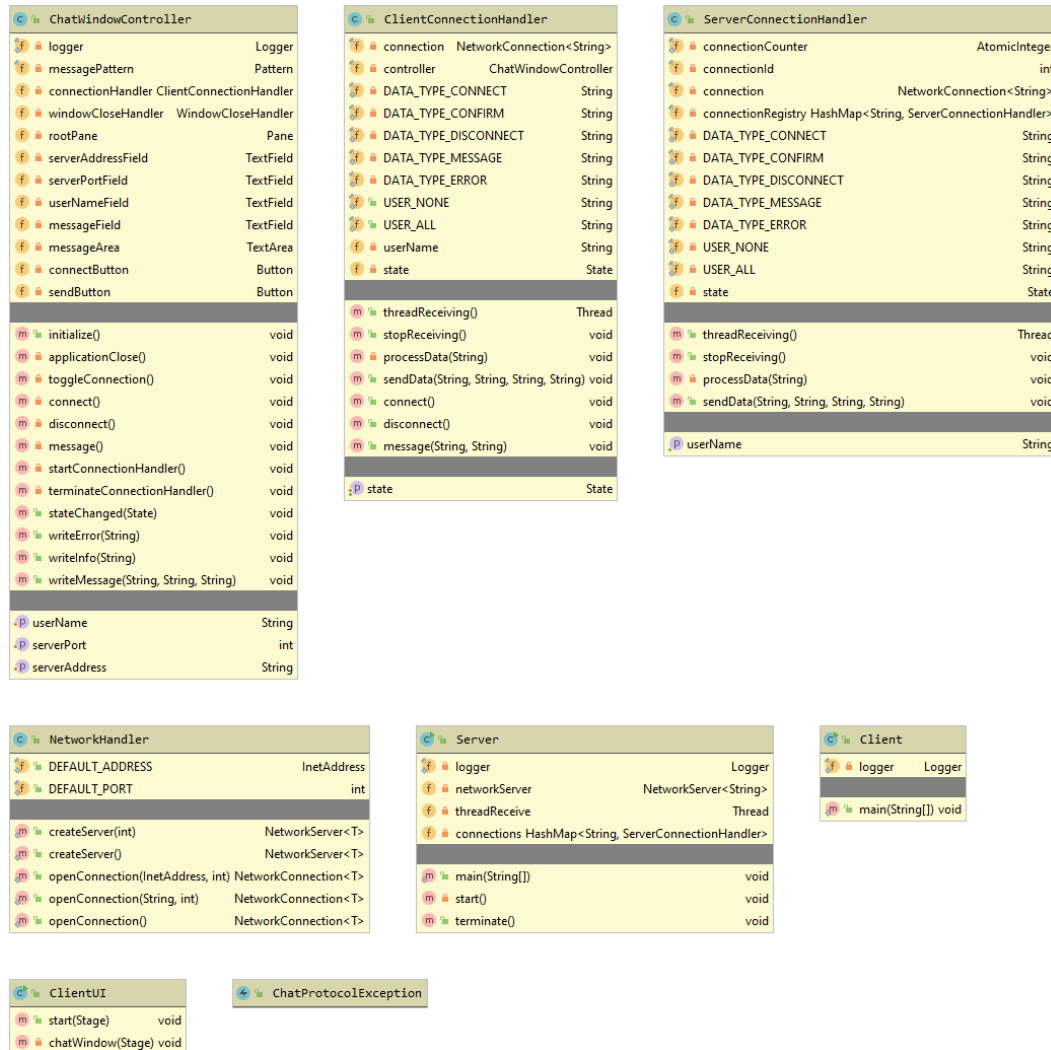 ChatWindowController
logger Logger
messagePattern Pattern
connectionHandler ClientConnectionHandler
windowCloseHandler WindowCloseHandler
rootPane Pane
serverAddressField TextField
serverPortField TextField
userNameField TextField
messageField TextField
messageArea TextArea
connectButton Button
sendButton Button
initialize() void
applicationClose() void
toggleConnection() void
connect() void
disconnect() void
message() void
startConnectionHandler() void
terminateConnectionHandler() void
stateChanged(State) void
writeError(String) void
writeInfo(String) void
writeMessage(String, String, String) void
userName String
serverPort int
serverAddress String
ClientConnectionHandler
connection NetworkConnection<String>
controller ChatWindowController
DATA_TYPE_CONNECT String
DATA_TYPE_CONFIRM String
DATA_TYPE_DISCONNECT String
DATA_TYPE_MESSAGE String
DATA_TYPE_ERROR String
USER_NONE String
USER_ALL String
userName String
state State
threadReceiving() Thread
stopReceiving() void
processData(String) void
sendData(String, String, String, String) void
connect() void
disconnect() void
message(String, String) void
state State
ServerConnectionHandler
connectionCounter AtomicInteger
connectionId int
connection NetworkConnection<String>
connectionRegistry HashMap<String, ServerConnectionHandler>
DATA_TYPE_CONNECT String
DATA_TYPE_CONFIRM String
DATA_TYPE_DISCONNECT String
DATA_TYPE_MESSAGE String
DATA_TYPE_ERROR String
USER_NONE String
USER_ALL String
state State
threadReceiving() Thread
stopReceiving() void
processData(String) void
sendData(String, String, String, String) void
userName String
NetworkHandler
DEFAULT_ADDRESS InetAddress
DEFAULT_PORT int
createServer(int) NetworkServer<T>
createServer() NetworkServer<T>
openConnection(InetAddress, int) NetworkConnection<T>
openConnection(String, int) NetworkConnection<T>
openConnection() NetworkConnection<T>
Server
logger Logger
networkServer NetworkServer<String>
threadReceive Thread
connections HashMap<String, ServerConnectionHandler>
main(String[]) void
start() void
terminate() void
Client
logger Logger
main(String[]) void
ClientUI
start(Stage) void
chatWindow(Stage) void
ChatProtocolException